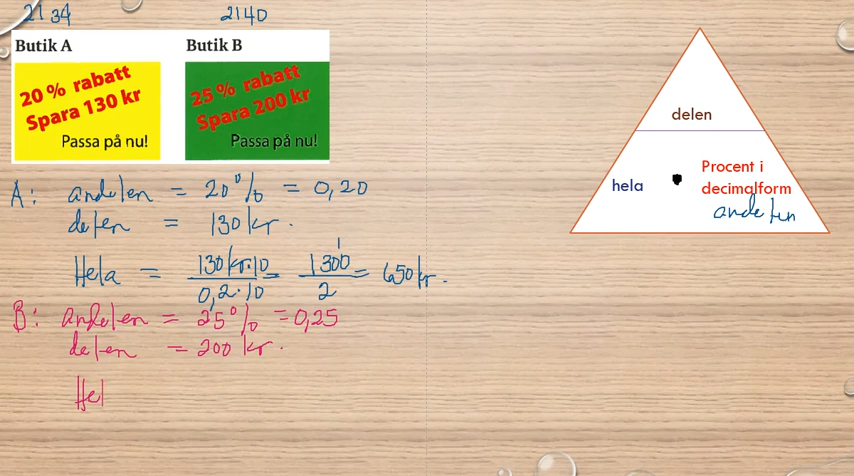 2134 2140
Butik A Butik B
20 % rabatt
Spara 130 kr
Passa på nu!
25 % rabatt
Spara 200 kr
Passa på nu!
delen
hela • Procent i
decimalform
andelen
A: andelen = 20 % = 0,20
delen = 130 kr.
Hela = 130 kr·10 / 0,2·10 = 1300 / 2 = 650 kr.
B: andelen = 25 % = 0,25
delen = 200 kr.
Hel